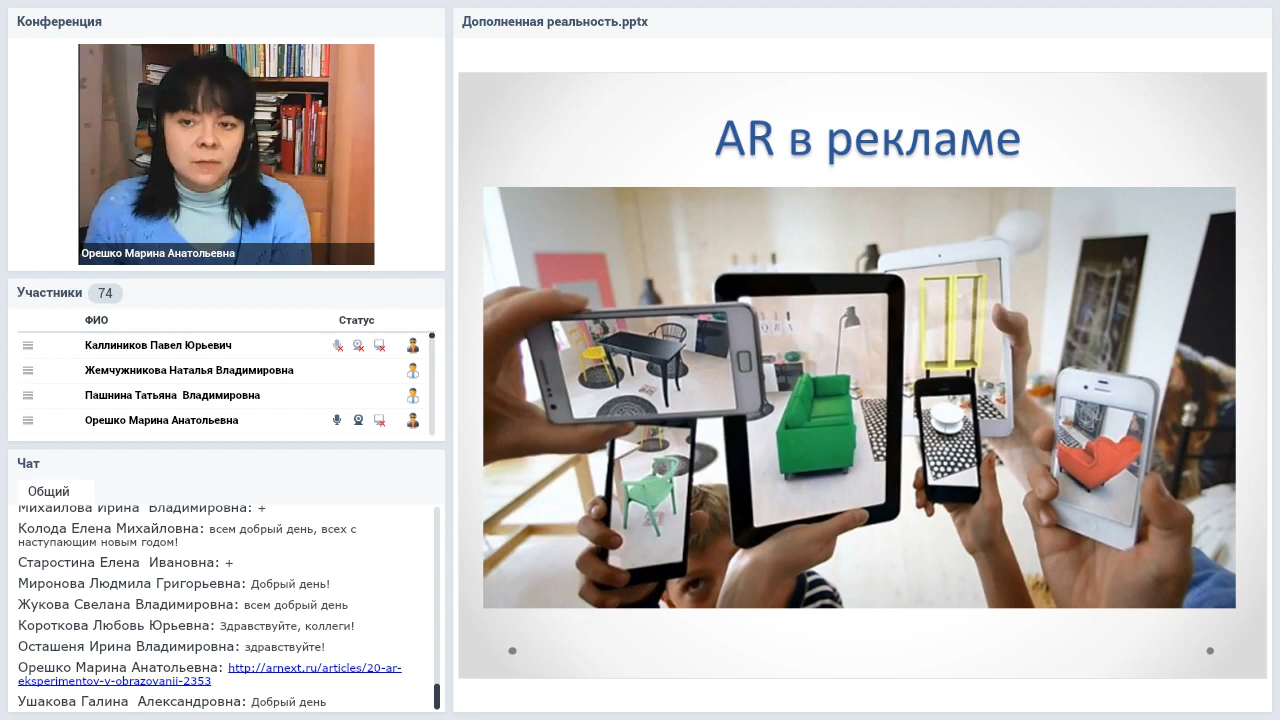 Конференция
Орешко Марина Анатольевна
Участники 74
ФИО Статус
Каллиников Павел Юрьевич
Жемчужникова Наталья Владимировна
Пашнина Татьяна Владимировна
Орешко Марина Анатольевна
Чат
Общий
Михайлова Ирина Владимировна: +
Колода Елена Михайловна: всем добрый день, всех с
наступающим новым годом!
Старостина Елена Ивановна: +
Миронова Людмила Григорьевна: Добрый день!
Жукова Свелана Владимировна: всем добрый день
Короткова Любовь Юрьевна: Здравствуйте, коллеги!
Осташеня Ирина Владимировна: здравствуйте!
Орешко Марина Анатольевна: http://arnext.ru/articles/20-ar-
eksperimentov-v-obrazovanii-2353
Ушакова Галина Александровна: Добрый день
Дополненная реальность.pptx
AR в рекламе